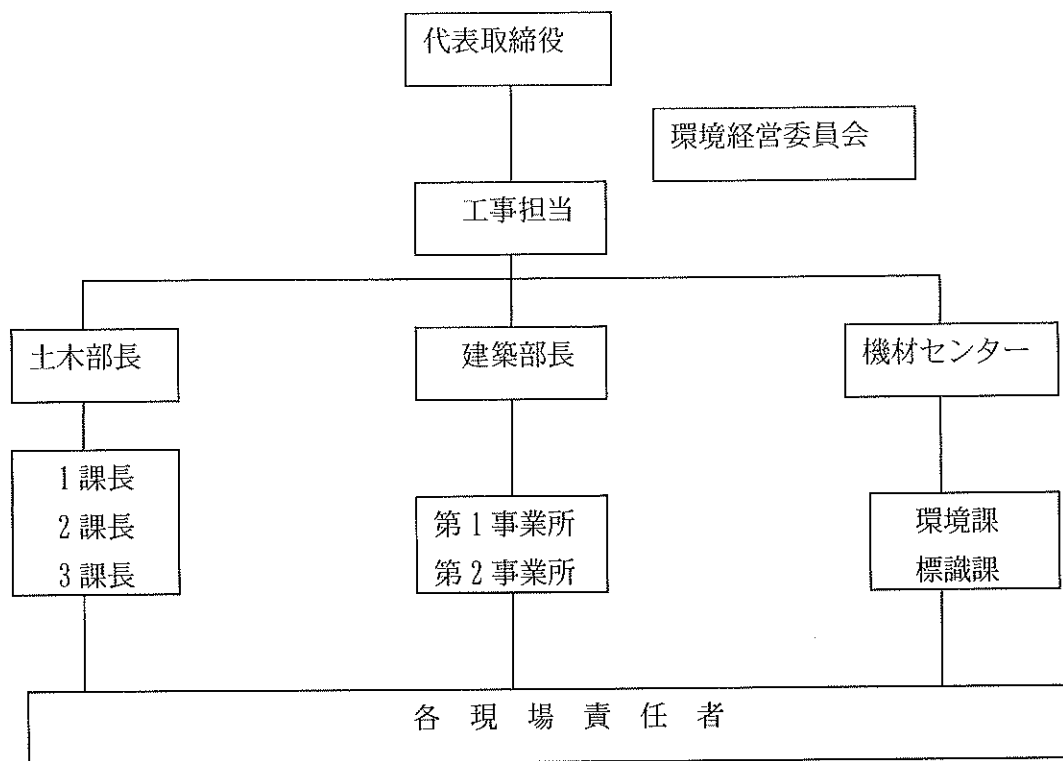 代表取締役
環境経営委員会
工事担当
土木部長
建築部長
機材センター
1課長
2課長
3課長
第1事業所
第2事業所
環境課
標識課
各現場責任者